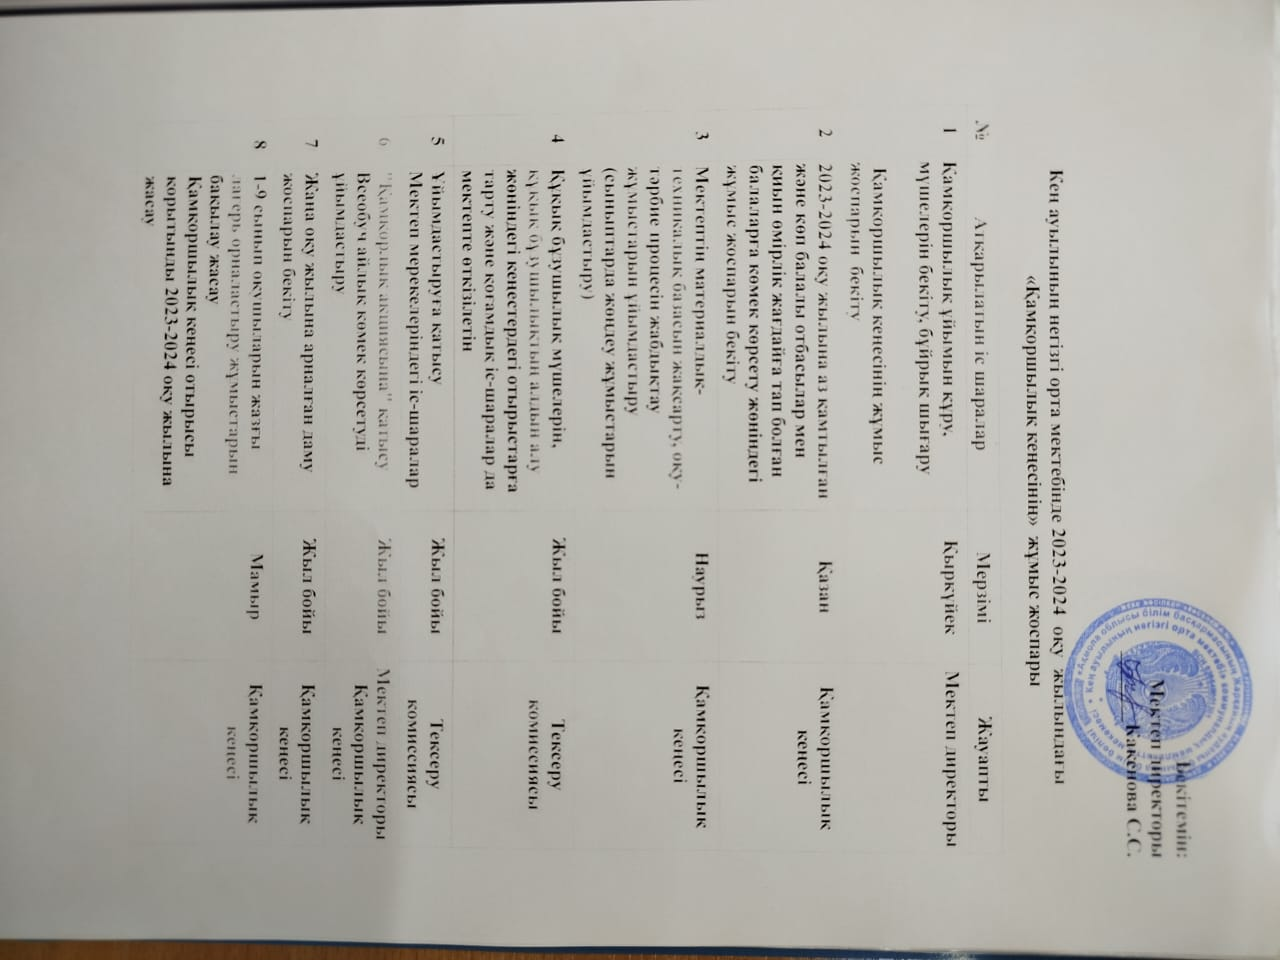 Бекітемін:
Мектеп директоры
Какенова С.С.
Кең ауылының негізгі орта мектебінде 2023-2024 оқу жылындағы
«Қамқоршылық кеңесінің» жұмыс жоспары
№ Атқарылатын іс шаралар Мерзімі Жауапты
1 Қамқоршылық ұйымын құру, Қыркүйек Мектеп директоры
мүшелерін бекіту, бұйрық шығару
Қамқоршылық кеңесінің жұмыс
жоспарын бекіту
2 2023-2024 оқу жылына аз қамтылған Қазан Қамқоршылық
және көп балалы отбасылар мен кеңесі
қиын өмірлік жағдайға тап болған
балаларға көмек көрсету жөніндегі
жұмыс жоспарын бекіту
3 Мектептің материалдық- Наурыз Қамқоршылық
техникалық базасын жақсарту, оқу- кеңесі
тәрбие процесін жабдықтау
жұмыстарын ұйымдастыру
(сыныптарда жөндеу жұмыстарын
ұйымдастыру)
4 Құқық бұзушылық мүшелерін, Жыл бойы Тексеру
құқық бұзушылықтың алдын алу комиссиясы
жөніндегі кеңестердегі отырыстарға
тарту және қоғамдық іс-шаралар да
мектепте өткізілетін
5 Ұйымдастыруға қатысу Жыл бойы Тексеру
Мектеп мерекелеріндегі іс-шаралар комиссиясы
6 "Қамқорлық акциясына" қатысу Жыл бойы Мектеп директоры
Всеобуч айлық көмек көрсетуді Қамқоршылық
ұйымдастыру кеңесі
7 Жаңа оқу жылына арналған даму Жыл бойы Қамқоршылық
жоспарын бекіту кеңесі
8 1-9 сынып оқушыларын жазғы Мамыр Қамқоршылық
лагерь орналастыру жұмыстарын кеңесі
бақылау жасау
Қамқоршылық кеңесі отырысы
қорытынды 2023-2024 оқу жылына
жасау